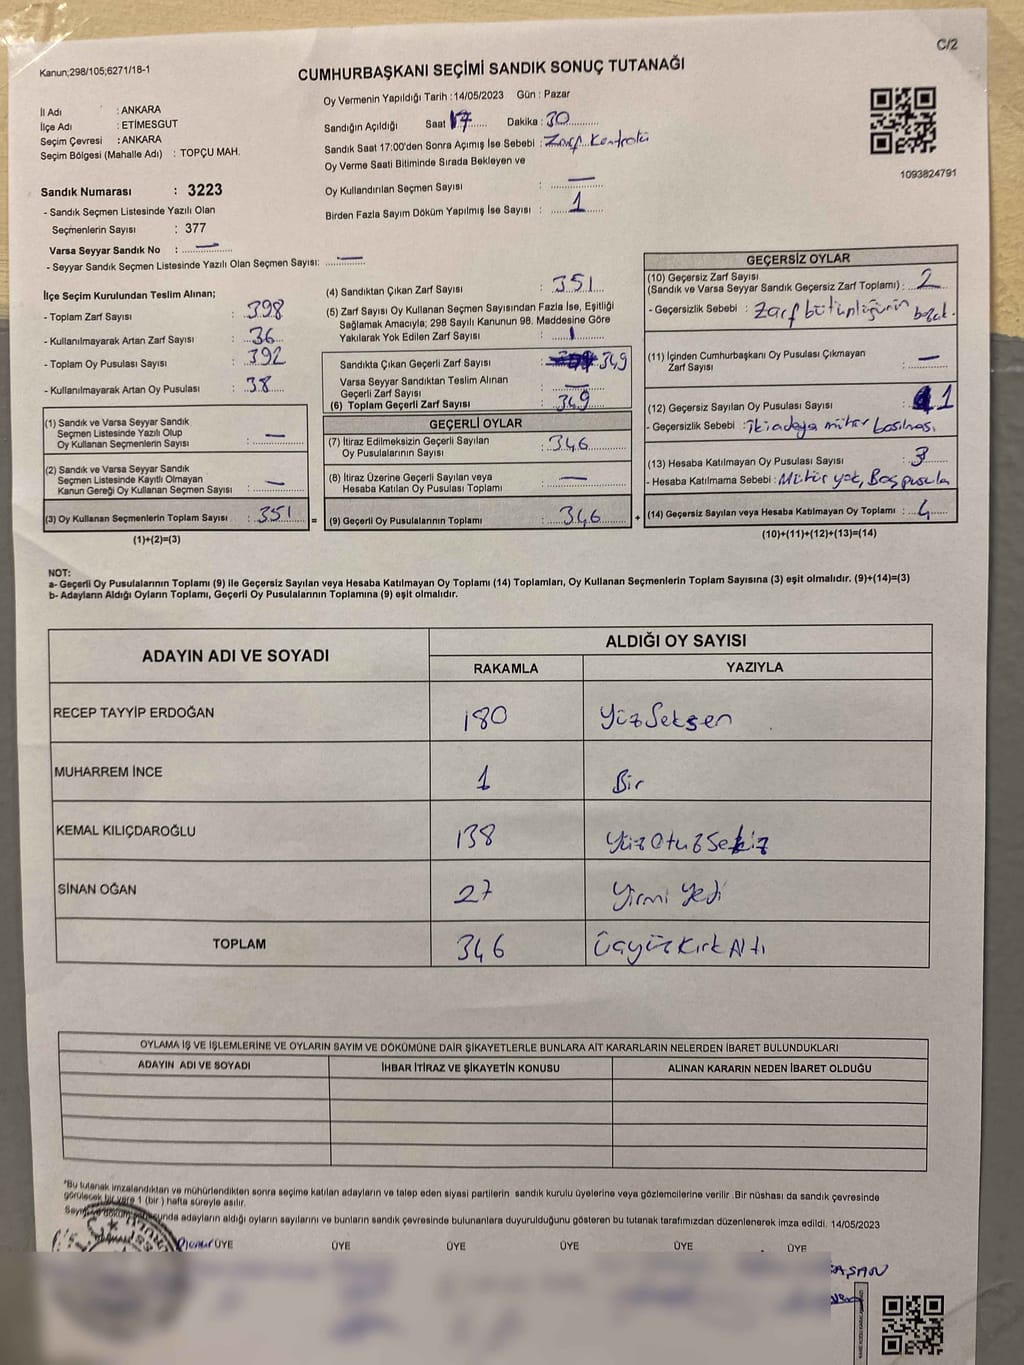 C/2
Kanun;298/105;6271/18-1
CUMHURBAŞKANI SEÇİMİ SANDIK SONUÇ TUTANAĞI
İl Adı : ANKARA
İlçe Adı : ETİMESGUT
Seçim Çevresi : ANKARA
Seçim Bölgesi (Mahalle Adı) : TOPÇU MAH.
Sandık Numarası : 3223
- Sandık Seçmen Listesinde Yazılı Olan
Seçmenlerin Sayısı : 377
Varsa Seyyar Sandık No : —
- Seyyar Sandık Seçmen Listesinde Yazılı Olan Seçmen Sayısı: —
Oy Vermenin Yapıldığı Tarih :14/05/2023 Gün : Pazar
Sandığın Açıldığı Saat 17 Dakika : 30
Sandık Saat 17:00'den Sonra Açımış İse Sebebi : Zarf Kontrolü
Oy Verme Saati Bitiminde Sırada Bekleyen ve
Oy Kullandırılan Seçmen Sayısı : —
Birden Fazla Sayım Döküm Yapılmış İse Sayısı : 1
1093824791
İlçe Seçim Kurulundan Teslim Alınan;
- Toplam Zarf Sayısı : 398
- Kullanılmayarak Artan Zarf Sayısı : 36
- Toplam Oy Pusulası Sayısı : 392
- Kullanılmayarak Artan Oy Pusulası : 38
(1) Sandık ve Varsa Seyyar Sandık
Seçmen Listesinde Yazılı Olup
Oy Kullanan Seçmenlerin Sayısı : —
(2) Sandık ve Varsa Seyyar Sandık
Seçmen Listesinde Kayıtlı Olmayan
Kanun Gereği Oy Kullanan Seçmen Sayısı : —
(3) Oy Kullanan Seçmenlerin Toplam Sayısı : 351 =
(1)+(2)=(3)
(4) Sandıktan Çıkan Zarf Sayısı : 351
(5) Zarf Sayısı Oy Kullanan Seçmen Sayısından Fazla İse, Eşitliği
Sağlamak Amacıyla; 298 Sayılı Kanunun 98. Maddesine Göre
Yakılarak Yok Edilen Zarf Sayısı :
Sandıkta Çıkan Geçerli Zarf Sayısı : 349
Varsa Seyyar Sandıktan Teslim Alınan
Geçerli Zarf Sayısı : —
(6) Toplam Geçerli Zarf Sayısı : 349
GEÇERLİ OYLAR
(7) İtiraz Edilmeksizin Geçerli Sayılan
Oy Pusulalarının Sayısı : 346
(8) İtiraz Üzerine Geçerli Sayılan veya
Hesaba Katılan Oy Pusulası Toplamı : —
(9) Geçerli Oy Pusulalarının Toplamı : 346 +
GEÇERSİZ OYLAR
(10) Geçersiz Zarf Sayısı
(Sandık ve Varsa Seyyar Sandık Geçersiz Zarf Toplamı) : 2
- Geçersizlik Sebebi : Zarf bütünlüğünün bozul.
(11) İçinden Cumhurbaşkanı Oy Pusulası Çıkmayan
Zarf Sayısı : —
(12) Geçersiz Sayılan Oy Pusulası Sayısı : 1
- Geçersizlik Sebebi : İki adaya mühür basılması.
(13) Hesaba Katılmayan Oy Pusulası Sayısı : 3
- Hesaba Katılmama Sebebi : Mühür yok, Boş pusula
(14) Geçersiz Sayılan veya Hesaba Katılmayan Oy Toplamı : 4
(10)+(11)+(12)+(13)=(14)
NOT:
a- Geçerli Oy Pusulalarının Toplamı (9) ile Geçersiz Sayılan veya Hesaba Katılmayan Oy Toplamı (14) Toplamları, Oy Kullanan Seçmenlerin Toplam Sayısına (3) eşit olmalıdır. (9)+(14)=(3)
b- Adayların Aldığı Oyların Toplamı, Geçerli Oy Pusulalarının Toplamına (9) eşit olmalıdır.
ADAYIN ADI VE SOYADI
ALDIĞI OY SAYISI
RAKAMLA YAZIYLA
RECEP TAYYİP ERDOĞAN 180 Yüz Seksen
MUHARREM İNCE 1 Bir
KEMAL KILIÇDAROĞLU 138 Yüz Otuz Sekiz
SİNAN OĞAN 27 Yirmi Yedi
TOPLAM 346 Üçyüz Kırk Altı
OYLAMA İŞ VE İŞLEMLERİNE VE OYLARIN SAYIM VE DÖKÜMÜNE DAİR ŞİKAYETLERLE BUNLARA AİT KARARLARIN NELERDEN İBARET BULUNDUKLARI
ADAYIN ADI VE SOYADI İHBAR İTİRAZ VE ŞİKAYETİN KONUSU ALINAN KARARIN NEDEN İBARET OLDUĞU
*Bu tutanak imzalandıktan ve mühürlendikten sonra seçime katılan adayların ve talep eden siyasi partilerin sandık kurulu üyelerine veya gözlemcilerine verilir .Bir nüshası da sandık çevresinde
görülecek bir yere 1 (bir ) hafta süreyle asılır.
adayların aldığı oyların sayılarını ve bunların sandık çevresinde bulunanlara duyurulduğunu gösteren bu tutanak tarafımızdan düzenlenerek imza edildi. 14/05/2023
ÜYE ÜYE ÜYE ÜYE ÜYE ÜYE